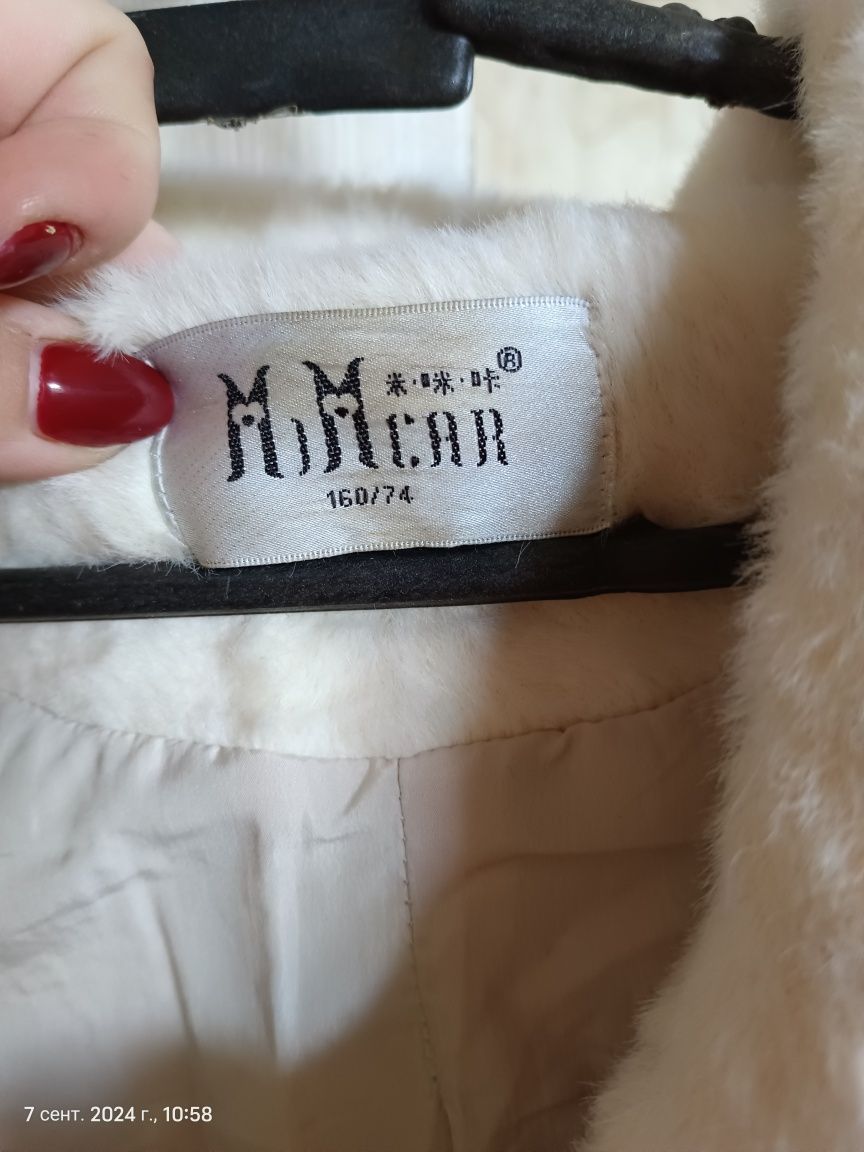 米·咪·咔®
MiMCAR
160/74
7 сент. 2024 г., 10:58